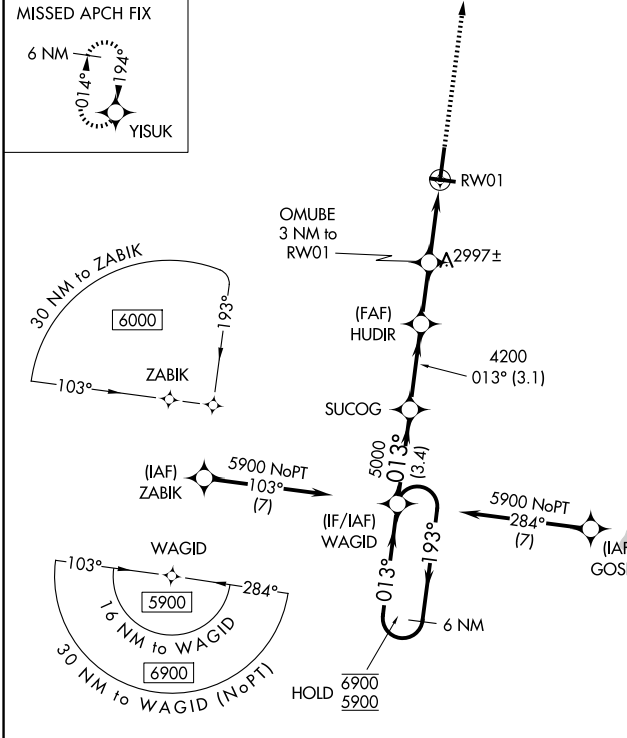 MISSED APCH FIX
6 NM
014°
194°
YISUK
RW01
OMUBE
3 NM to
RW01
2997±
30 NM to ZABIK
6000
193°
103°
ZABIK
(FAF)
HUDIR
4200
013° (3.1)
SUCOG
5000
013°
(3.4)
(IAF)
ZABIK
5900 NoPT
103°
(7)
(IF/IAF)
WAGID
5900 NoPT
284°
(7)
(IAF
WAGID
103°
284°
5900
16 NM to WAGID
6900
30 NM to WAGID (NoPT)
013°
193°
6 NM
HOLD
6900
5900